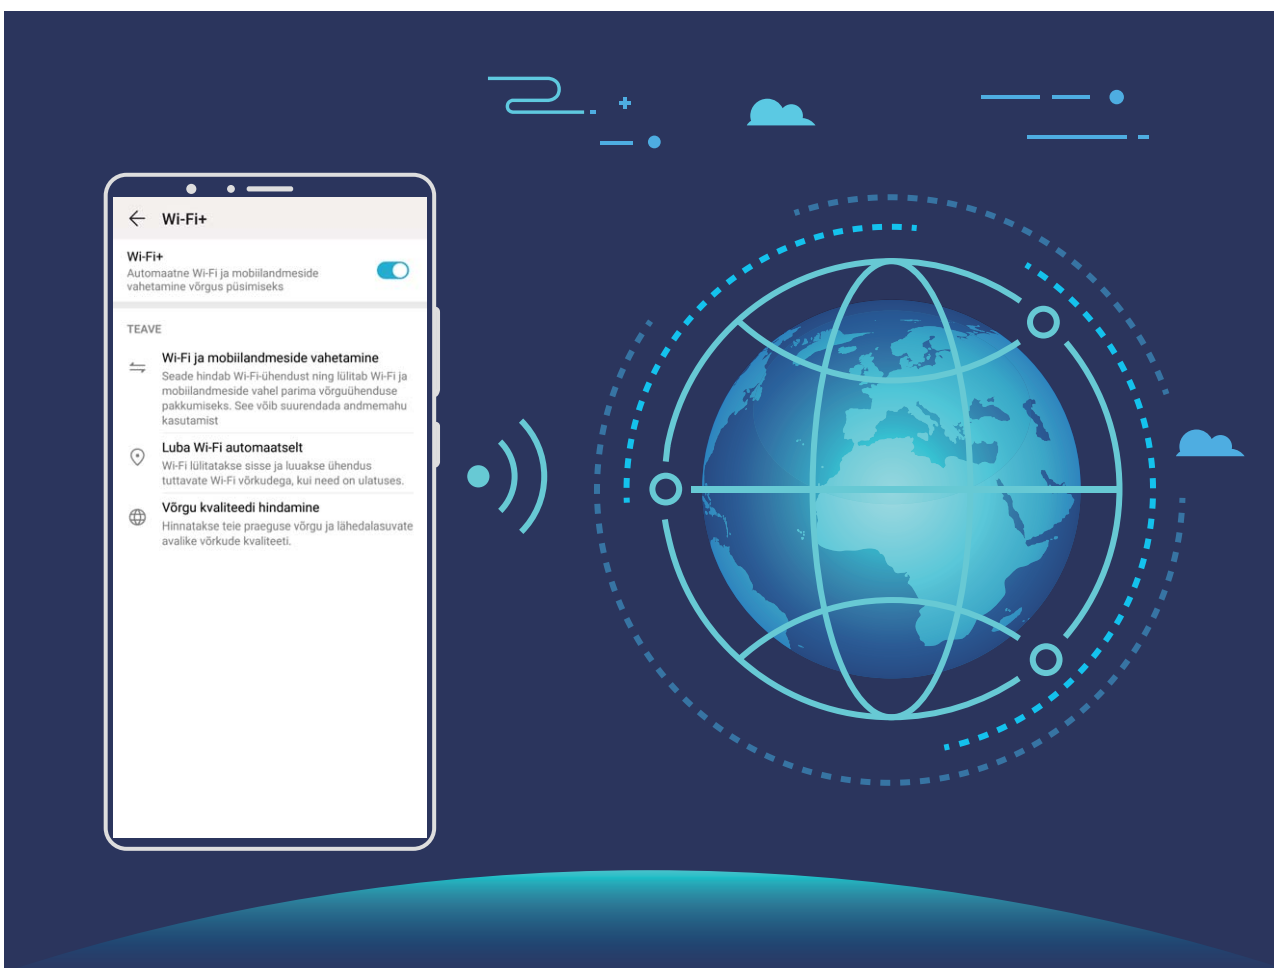 Wi-Fi+
Wi-Fi+
Automaatne Wi-Fi ja mobiilandmeside
vahetamine võrgus püsimiseks
TEAVE
Wi-Fi ja mobiilandmeside vahetamine
Seade hindab Wi-Fi-ühendust ning lülitab Wi-Fi ja
mobiilandmeside vahel parima võrguühenduse
pakkumiseks. See võib suurendada andmemahu
kasutamist
Luba Wi-Fi automaatselt
Wi-Fi lülitatakse sisse ja luuakse ühendus
tuttavate Wi-Fi võrkudega, kui need on ulatuses.
Võrgu kvaliteedi hindamine
Hinnatakse teie praeguse võrgu ja lähedalasuvate
avalike võrkude kvaliteeti.